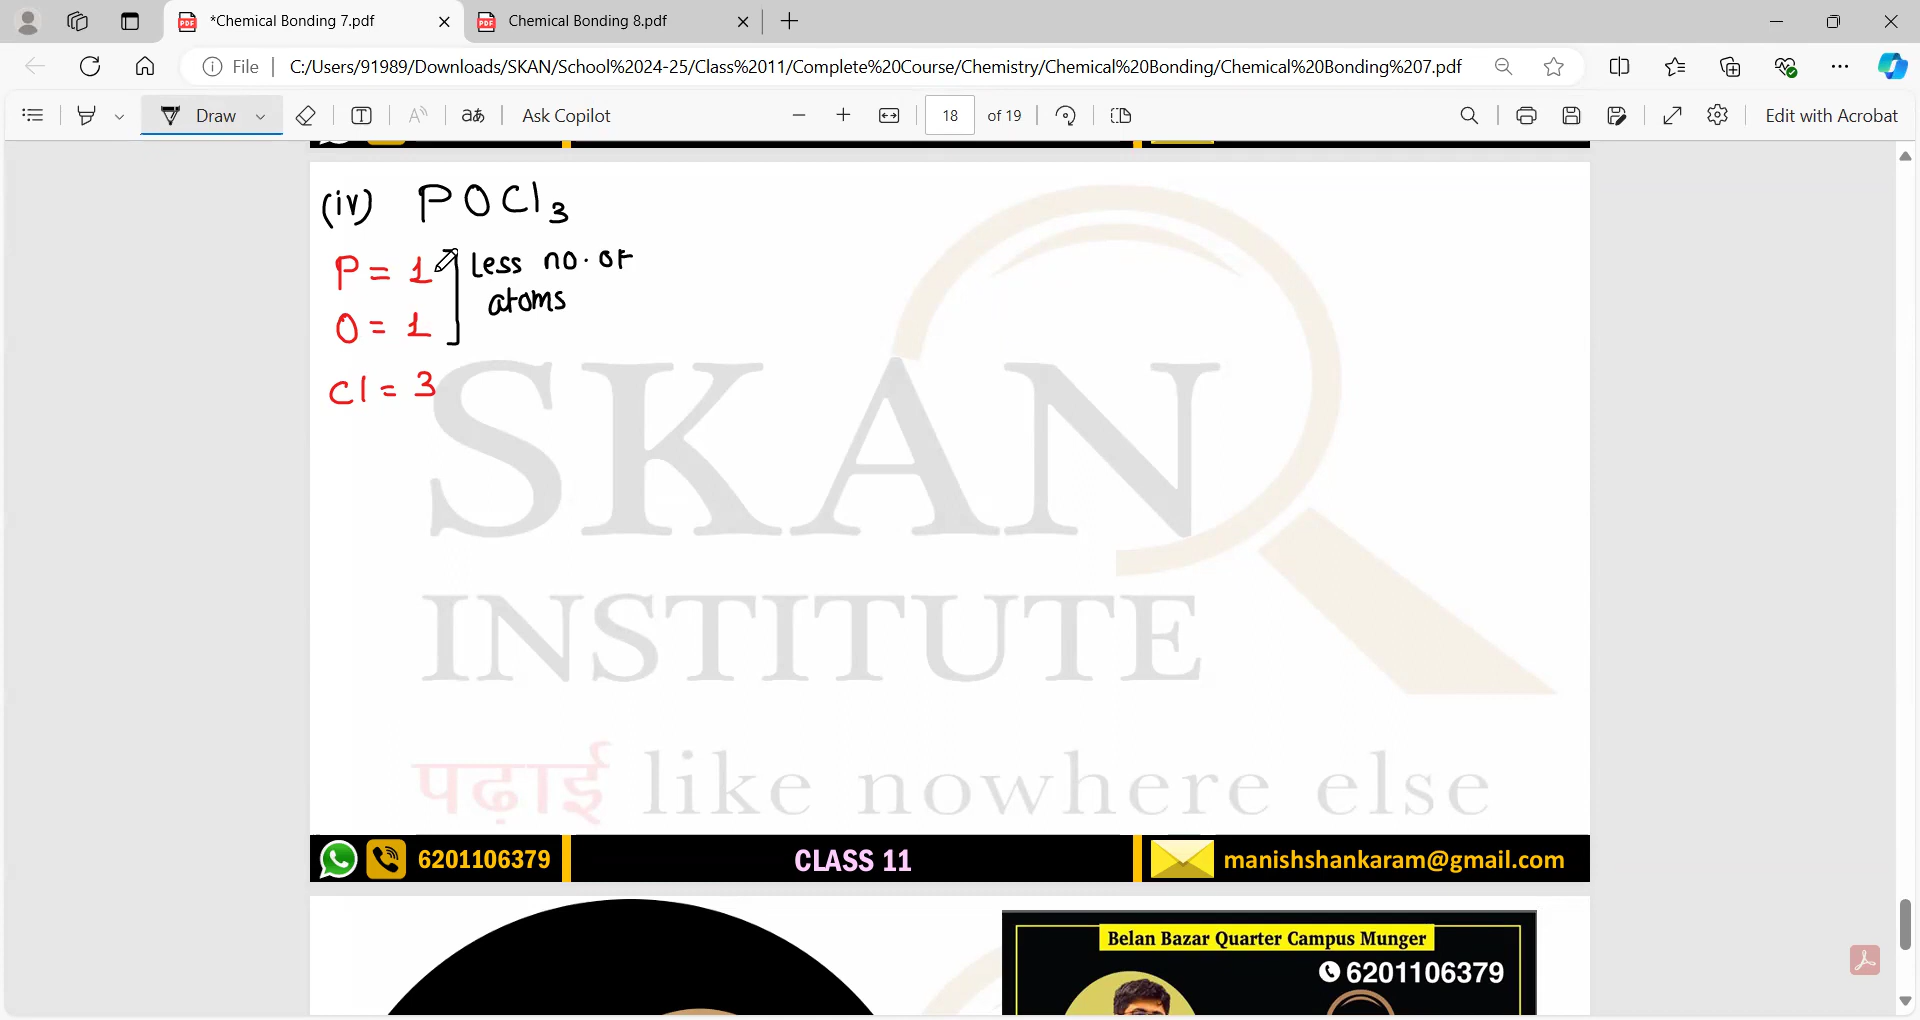 *Chemical Bonding 7.pdf
Chemical Bonding 8.pdf
File
C:/Users/91989/Downloads/SKAN/School%2024-25/Class%2011/Complete%20Course/Chemistry/Chemical%20Bonding/Chemical%20Bonding%207.pdf
Draw
aあ
Ask Copilot
18 of 19
Edit with Acrobat
(iv) POCl3
P = 1
less no. of
atoms
O = 1
Cl = 3
SKAN
INSTITUTE
पढ़ाई like nowhere else
6201106379
CLASS 11
manishshankaram@gmail.com
Belan Bazar Quarter Campus Munger
6201106379